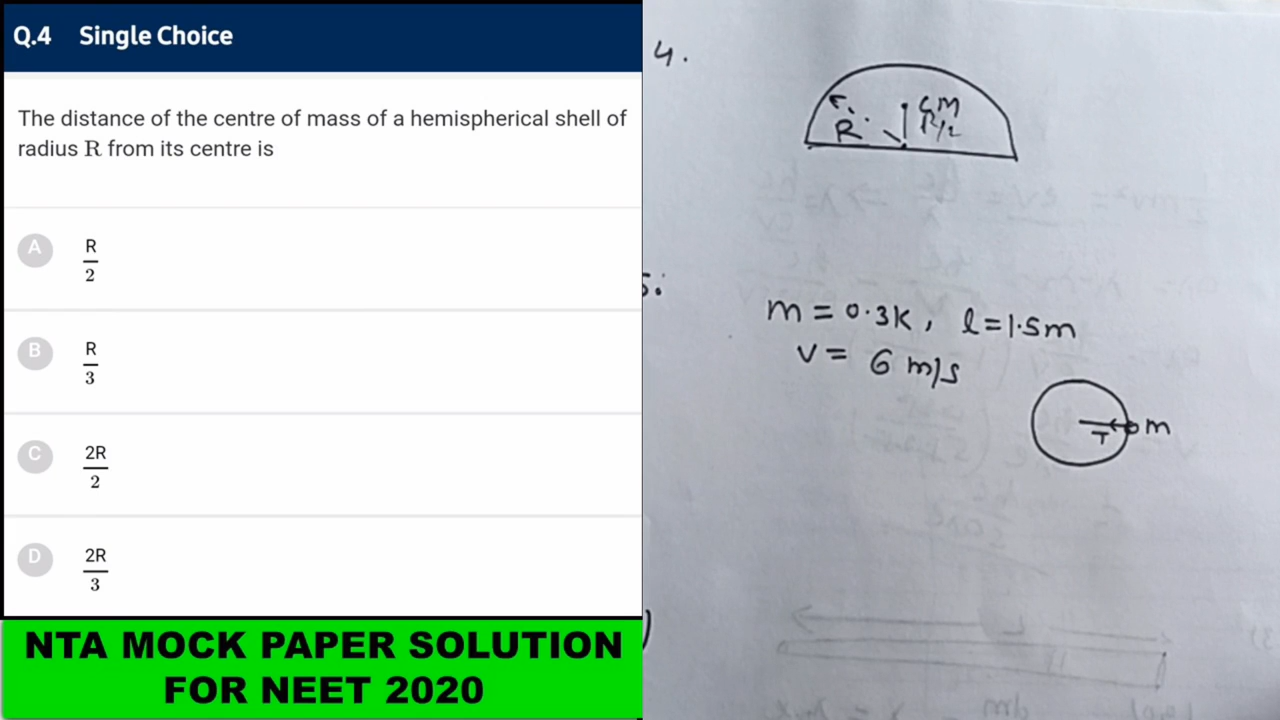 Q.4 Single Choice
The distance of the centre of mass of a hemispherical shell of
radius R from its centre is
A R/2
B R/3
C 2R/2
D 2R/3
NTA MOCK PAPER SOLUTION
FOR NEET 2020
4.
R
CM
R/2
5:
m = 0.3K, l=1.5m
v = 6 m/s
T
m